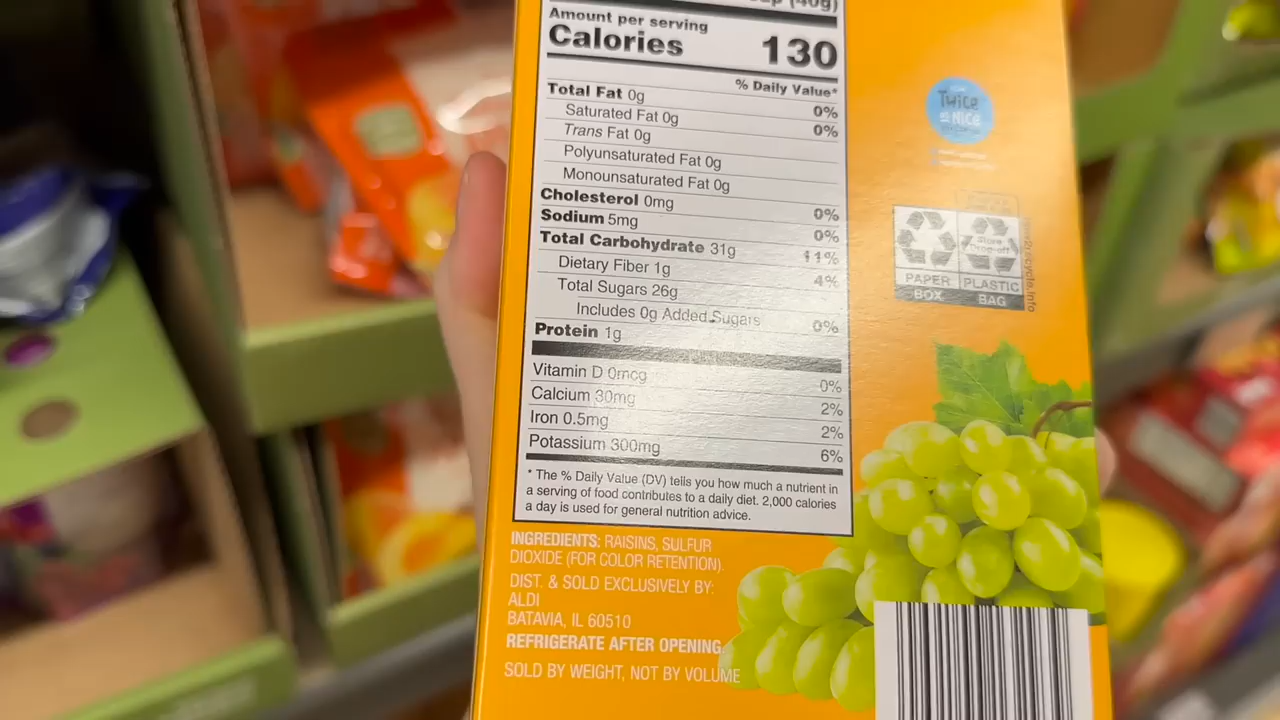 (40g)
Amount per serving
Calories 130
% Daily Value*
Total Fat 0g 0%
Saturated Fat 0g 0%
Trans Fat 0g
Polyunsaturated Fat 0g
Monounsaturated Fat 0g
Cholesterol 0mg 0%
Sodium 5mg 0%
Total Carbohydrate 31g 11%
Dietary Fiber 1g 4%
Total Sugars 26g
Includes 0g Added Sugars 0%
Protein 1g
Vitamin D 0mcg 0%
Calcium 30mg 2%
Iron 0.5mg 2%
Potassium 300mg 6%
* The % Daily Value (DV) tells you how much a nutrient in
a serving of food contributes to a daily diet. 2,000 calories
a day is used for general nutrition advice.
INGREDIENTS: RAISINS, SULFUR
DIOXIDE (FOR COLOR RETENTION).
DIST. & SOLD EXCLUSIVELY BY:
ALDI
BATAVIA, IL 60510
REFRIGERATE AFTER OPENING.
SOLD BY WEIGHT, NOT BY VOLUME
Twice
as NICE
Store
Drop-off
PAPER PLASTIC
BOX BAG